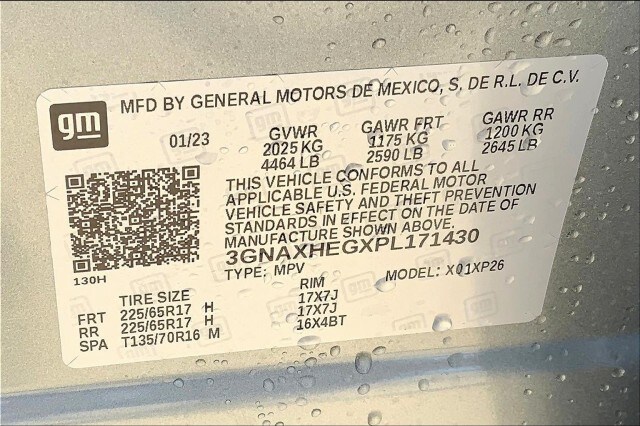 gm
MFD BY GENERAL MOTORS DE MEXICO, S. DE R.L. DE C.V.
01/23 GVWR GAWR FRT GAWR RR
2025 KG 1175 KG 1200 KG
4464 LB 2590 LB 2645 LB
THIS VEHICLE CONFORMS TO ALL
APPLICABLE U.S. FEDERAL MOTOR
VEHICLE SAFETY AND THEFT PREVENTION
STANDARDS IN EFFECT ON THE DATE OF
MANUFACTURE SHOWN ABOVE.
3GNAXHEGXPL171430
130H
TYPE: MPV MODEL: X01XP26
TIRE SIZE RIM
FRT 225/65R17 H 17X7J
RR 225/65R17 H 17X7J
SPA T135/70R16 M 16X4BT